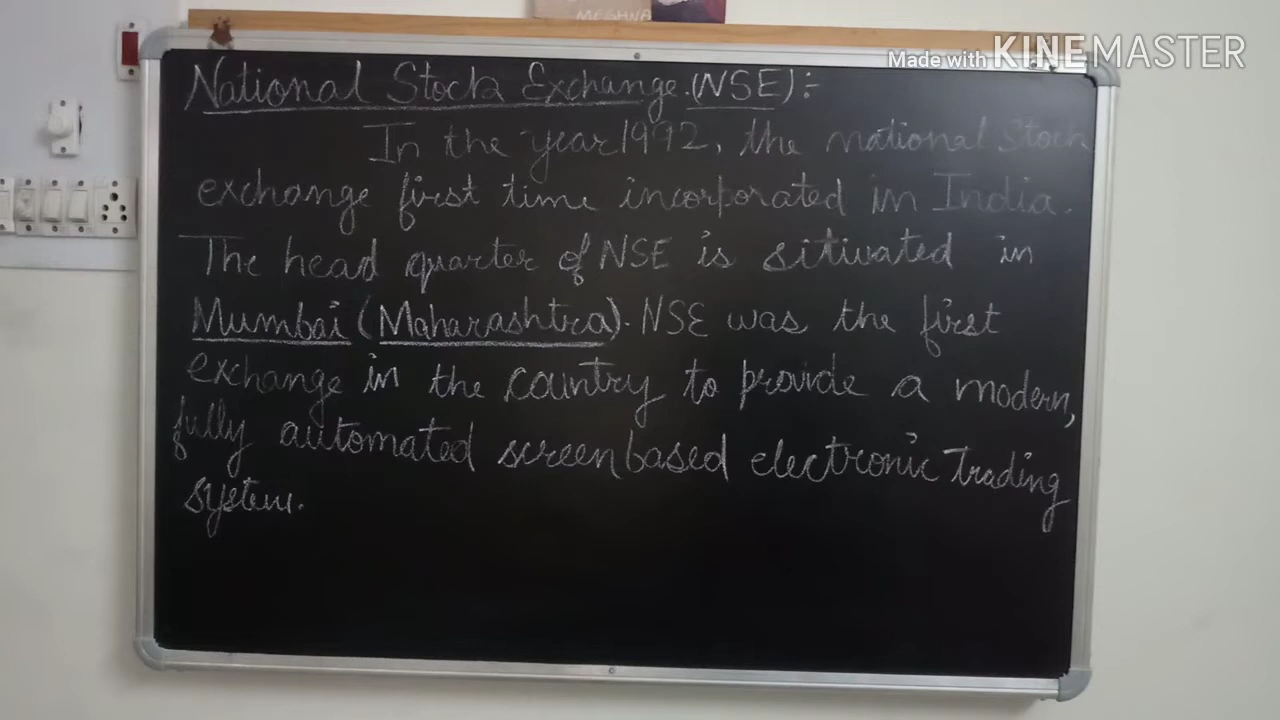 MESHNA
Made with KINEMASTER
National Stock Exchange.(NSE):-
In the year 1992, the national Stock
exchange first time incorporated in India.
The head quarter of NSE is sitivated in
Mumbai (Maharashtra). NSE was the first
exchange in the country to provide a modern,
fully automated screenbased electronic trading
system.